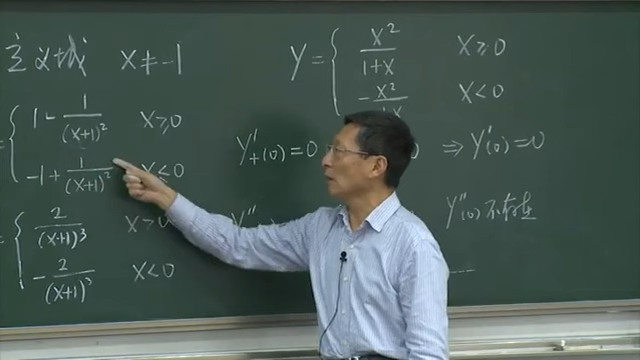 定义域 X ≠ -1
Y = { X²/(1+X) X ≥ 0
-X²/ X < 0
{ 1 - 1/(X+1)² X ≥ 0
-1 + 1/(X+1)² X < 0
Y'₊(0) = 0 ⇒ Y'(0) = 0
= { 2/(X+1)³ X >
- 2/(X+1)³ X < 0
Y''(0) 不存在